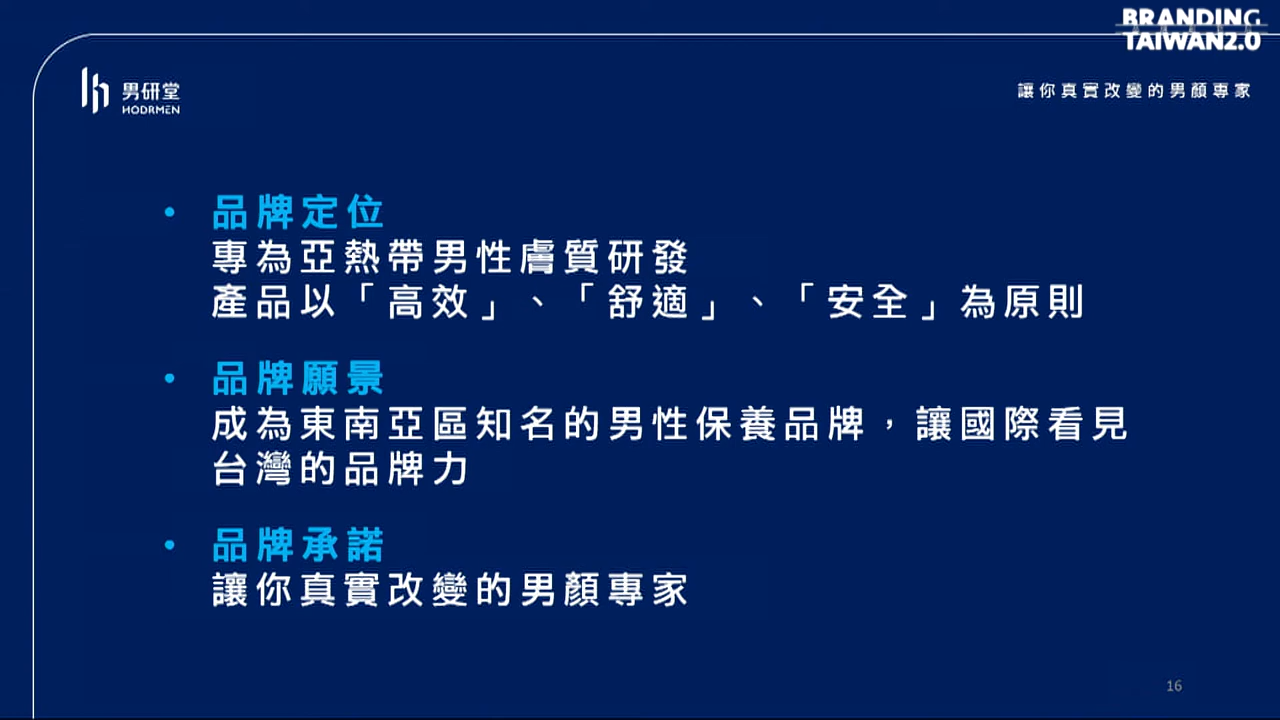 BRANDING
TAIWAN2.0
男研堂
HODRMEN
讓你真實改變的男顏專家
• 品牌定位
專為亞熱帶男性膚質研發
產品以「高效」、「舒適」、「安全」為原則
• 品牌願景
成為東南亞區知名的男性保養品牌，讓國際看見
台灣的品牌力
• 品牌承諾
讓你真實改變的男顏專家
16